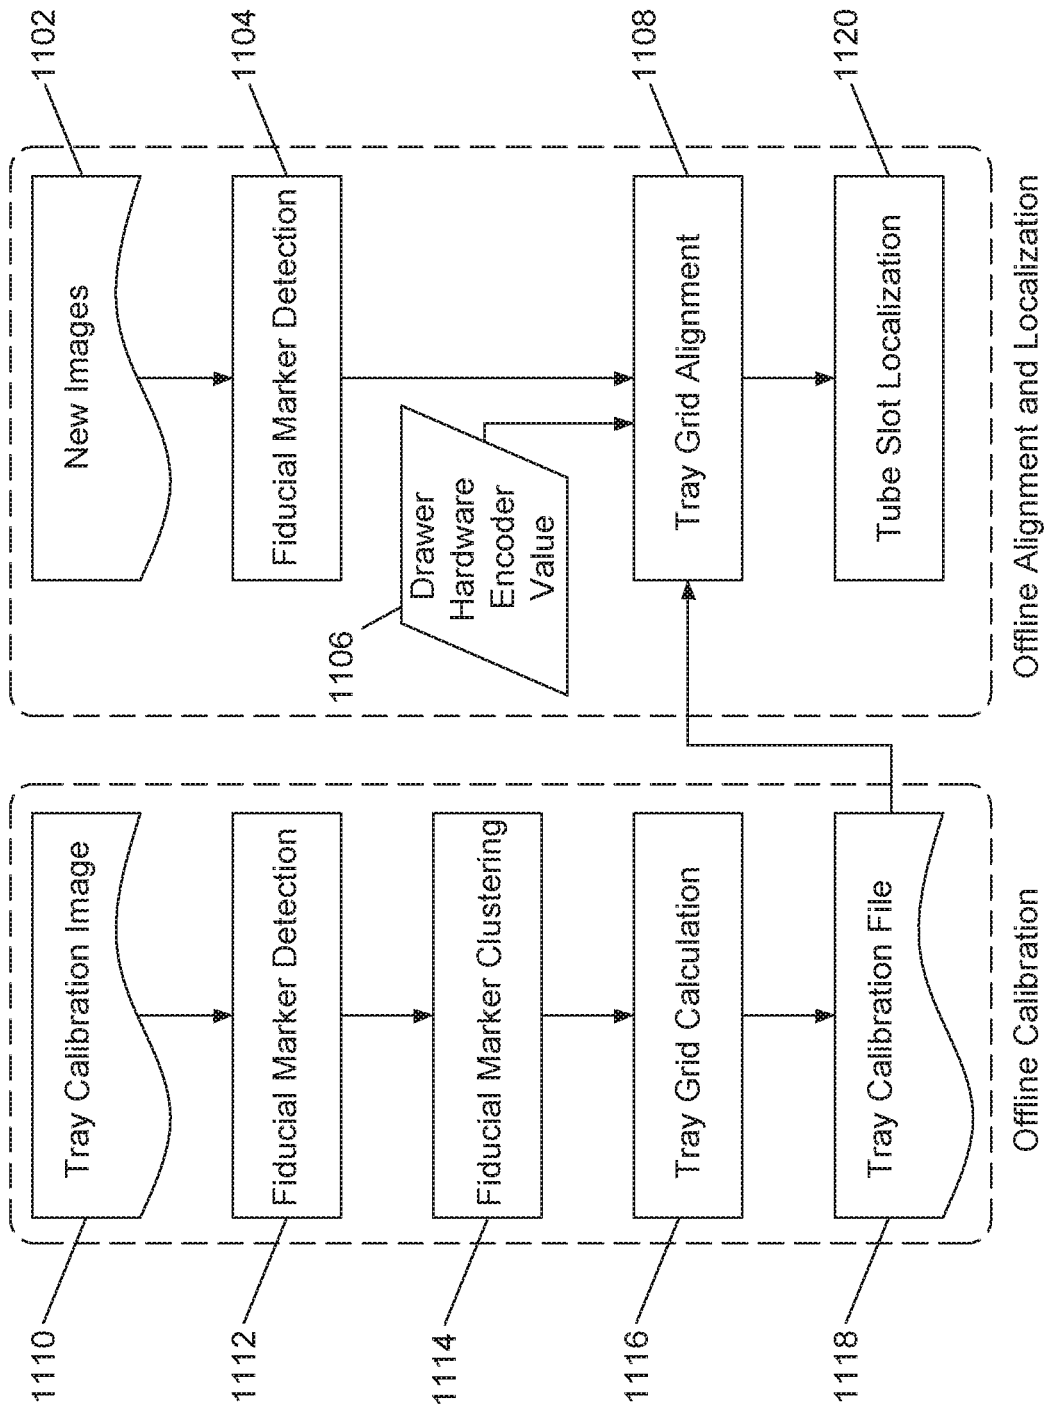 1110
Tray Calibration Image
1112
Fiducial Marker Detection
1114
Fiducial Marker Clustering
1116
Tray Grid Calculation
1118
Tray Calibration File
Offline Calibration
1102
New Images
1104
Fiducial Marker Detection
1106
Drawer
Hardware
Encoder
Value
1108
Tray Grid Alignment
1120
Tube Slot Localization
Offline Alignment and Localization